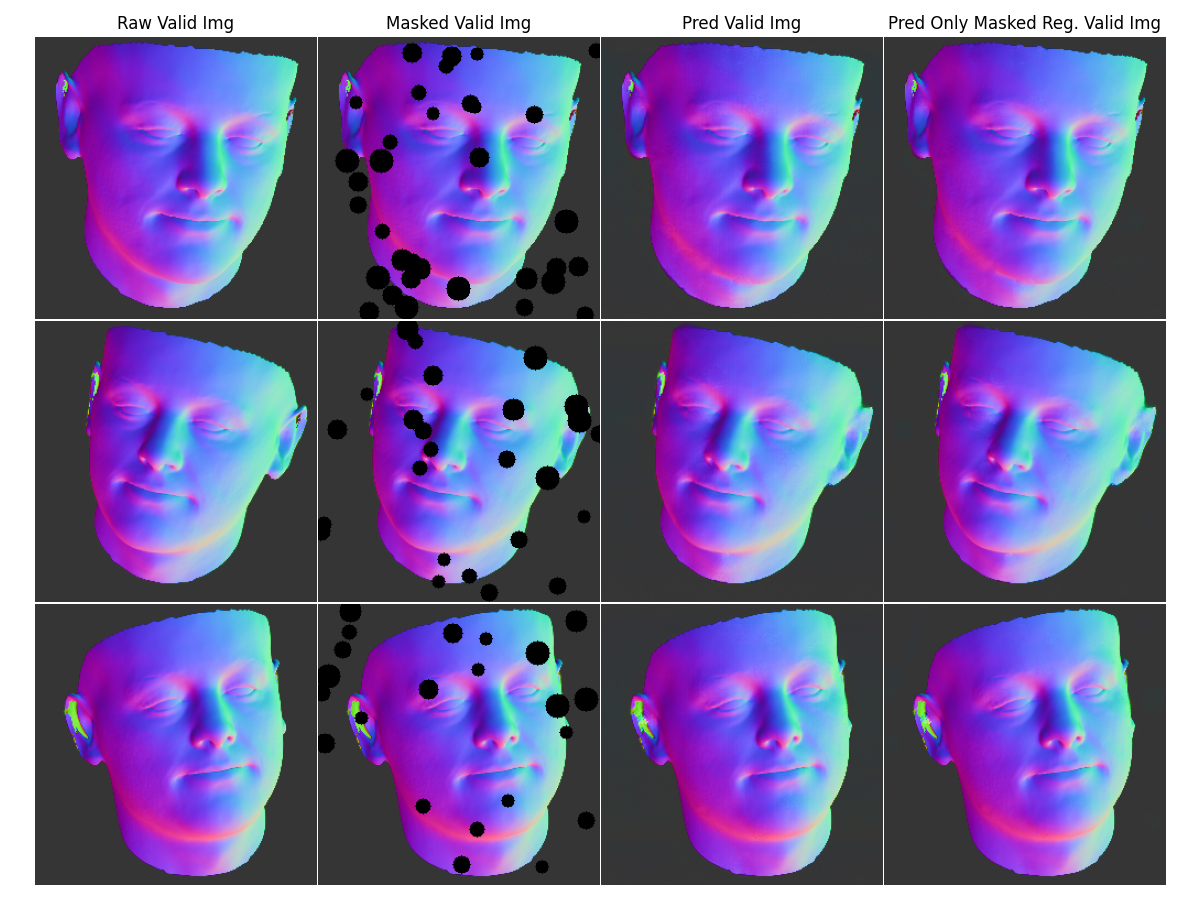 Raw Valid Img
Masked Valid Img
Pred Valid Img
Pred Only Masked Reg. Valid Img